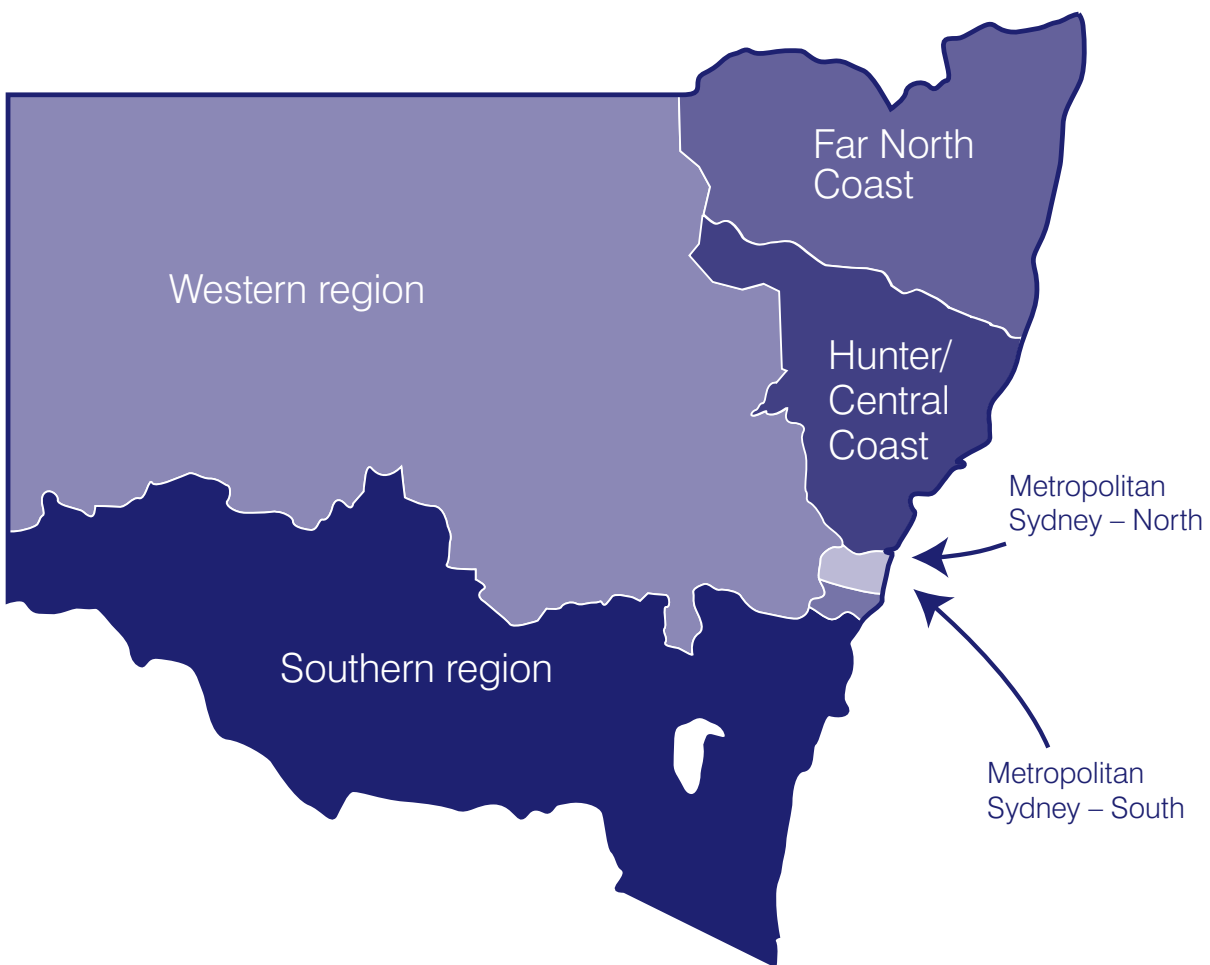 Far North
Coast
Western region
Hunter/
Central
Coast
Metropolitan
Sydney – North
Southern region
Metropolitan
Sydney – South